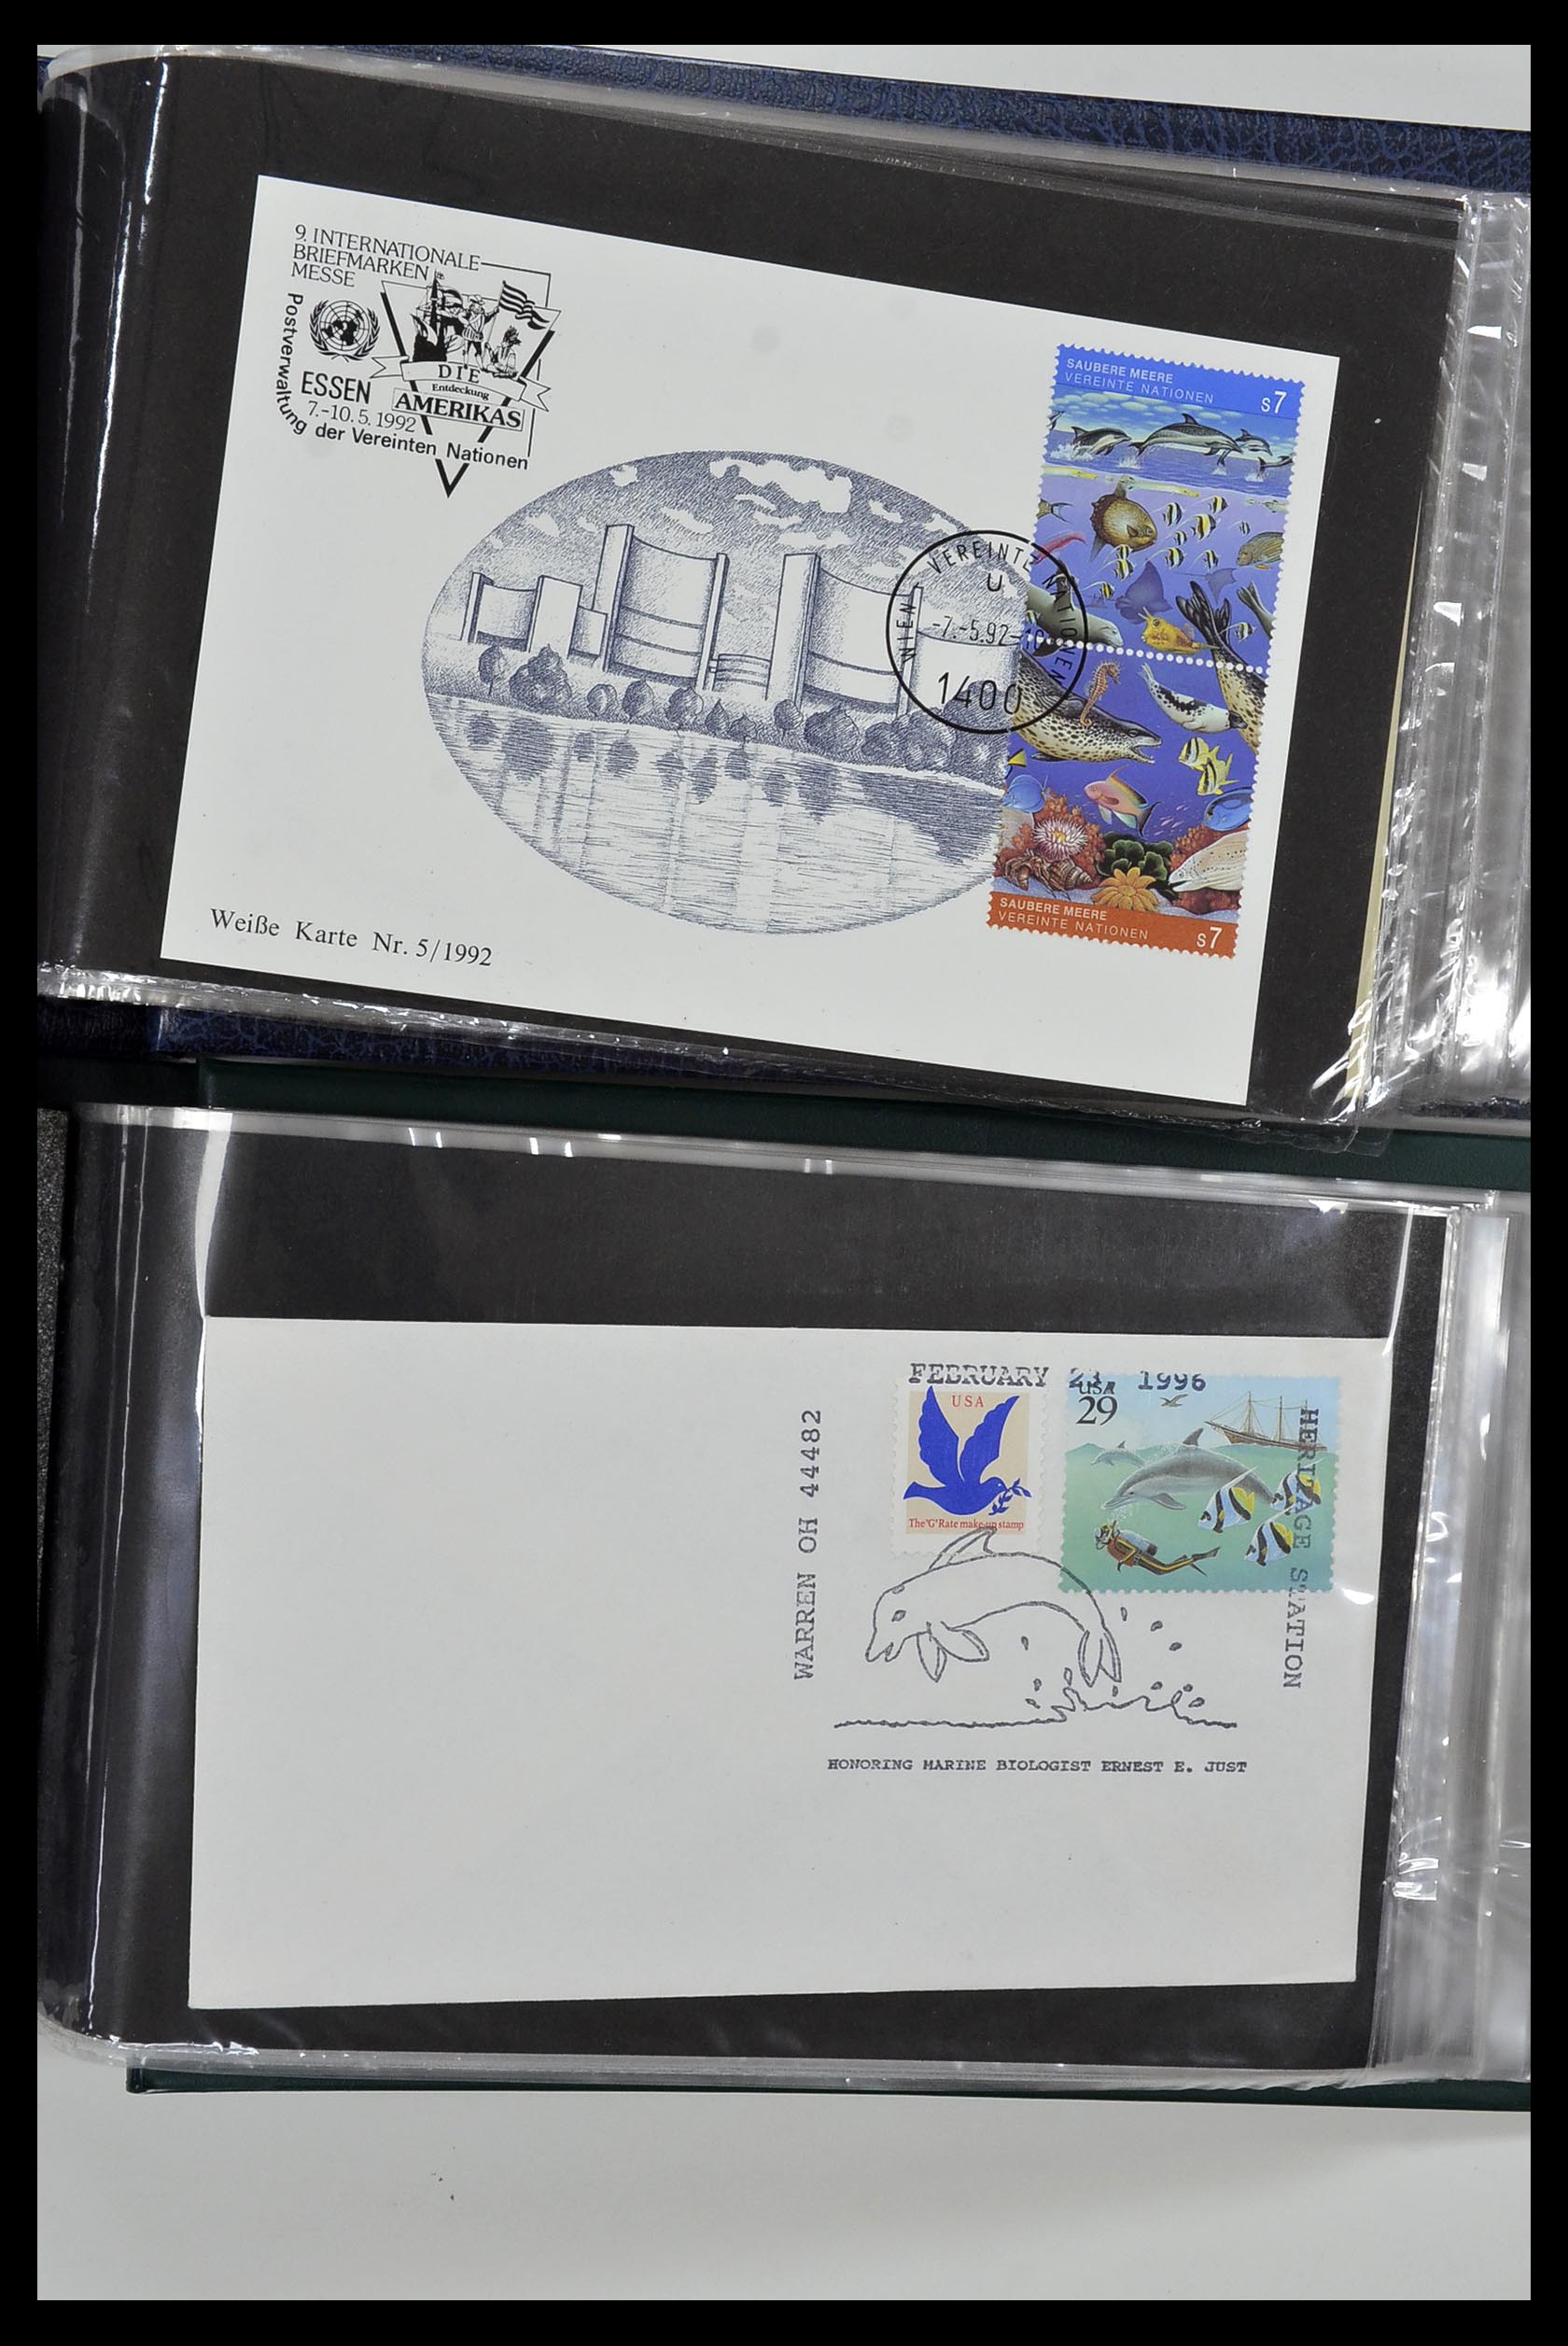 9. INTERNATIONALE
BRIEFMARKEN
MESSE
ESSEN
7.-10.5.1992
Postverwaltung der Vereinten Nationen
DIE
Entdeckung
AMERIKAS
SAUBERE MEERE
VEREINTE NATIONEN
s7
WIEN VEREINTE NATIONEN
U
-7.-5.92-10
1400
SAUBERE MEERE
VEREINTE NATIONEN
s7
Weiße Karte Nr. 5/1992
FEBRUARY 1996
USA
The "G" Rate make-up stamp
USA
29
WARREN OH 44482
HERITAGE STATION
HONORING MARINE BIOLOGIST ERNEST E. JUST